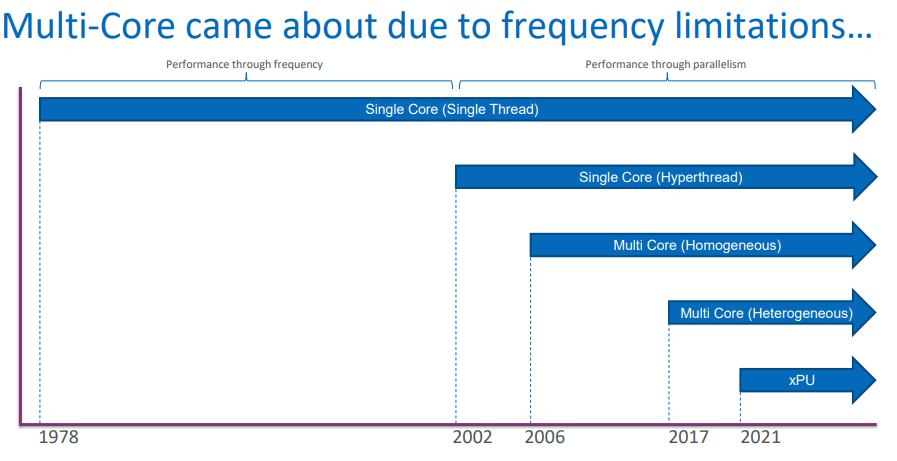 Multi-Core came about due to frequency limitations...
Performance through frequency
Performance through parallelism
Single Core (Single Thread)
Single Core (Hyperthread)
Multi Core (Homogeneous)
Multi Core (Heterogeneous)
xPU
1978
2002
2006
2017
2021